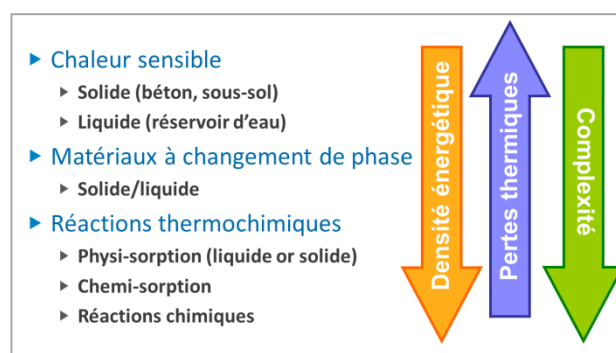 Chaleur sensible
Solide (béton, sous-sol)
Liquide (réservoir d'eau)
Matériaux à changement de phase
Solide/liquide
Réactions thermochimiques
Physi-sorption (liquide or solide)
Chemi-sorption
Réactions chimiques
Densité énergétique
Pertes thermiques
Complexité